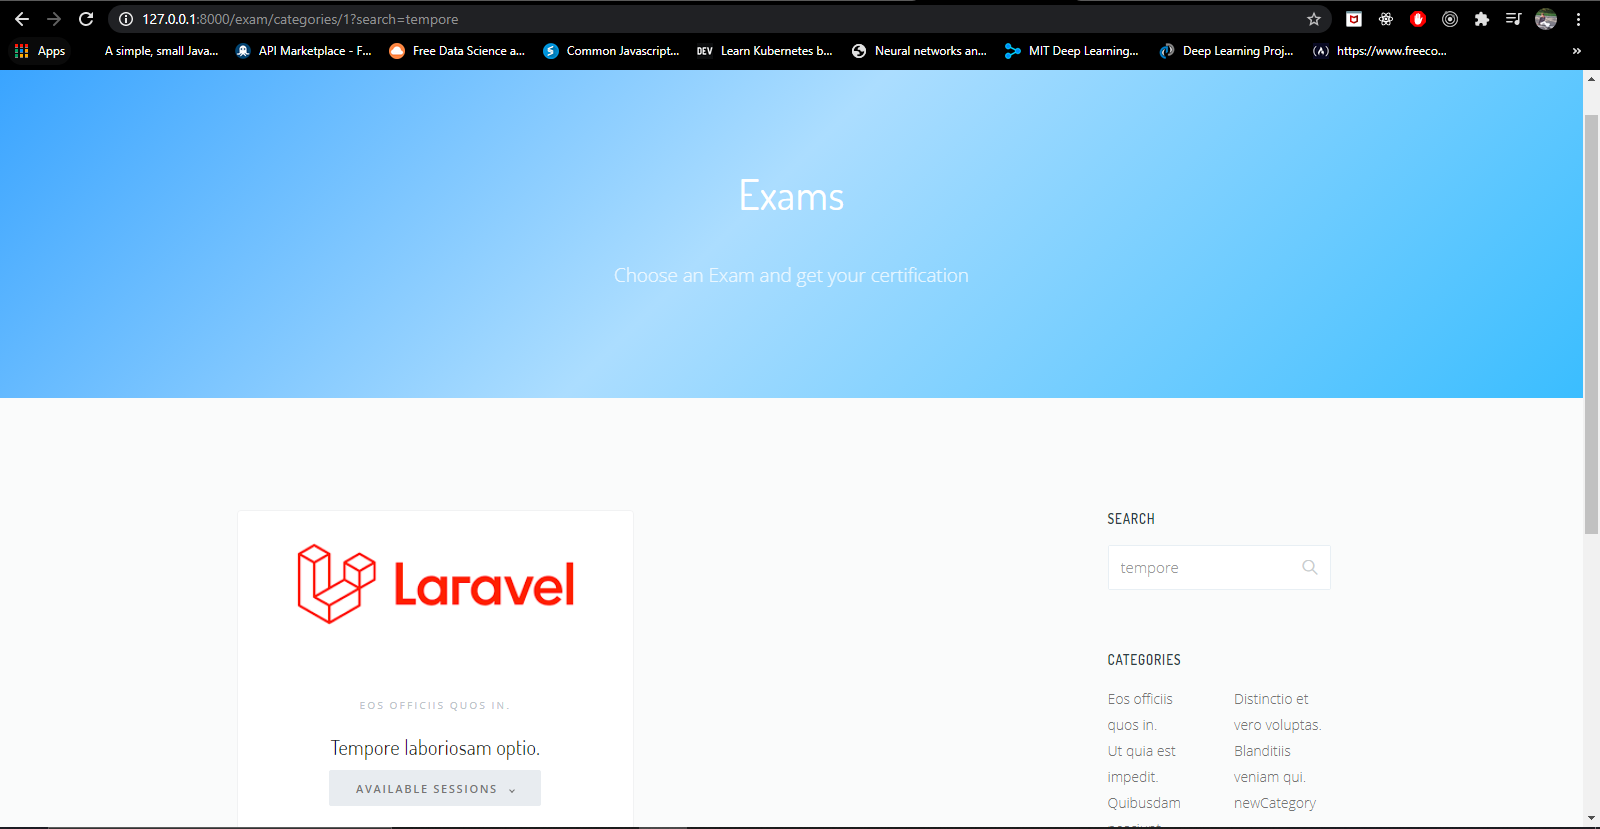 127.0.0.1:8000/exam/categories/1?search=tempore
Apps
A simple, small Java...
API Marketplace - F...
Free Data Science a...
Common Javascript...
DEV
Learn Kubernetes b...
Neural networks an...
MIT Deep Learning...
Deep Learning Proj...
https://www.freeco...
»
Exams
Choose an Exam and get your certification
Laravel
EOS OFFICIIS QUOS IN.
Tempore laboriosam optio.
AVAILABLE SESSIONS
SEARCH
tempore
CATEGORIES
Eos officiis
quos in.
Ut quia est
impedit.
Quibusdam
Distinctio et
vero voluptas.
Blanditiis
veniam qui.
newCategory